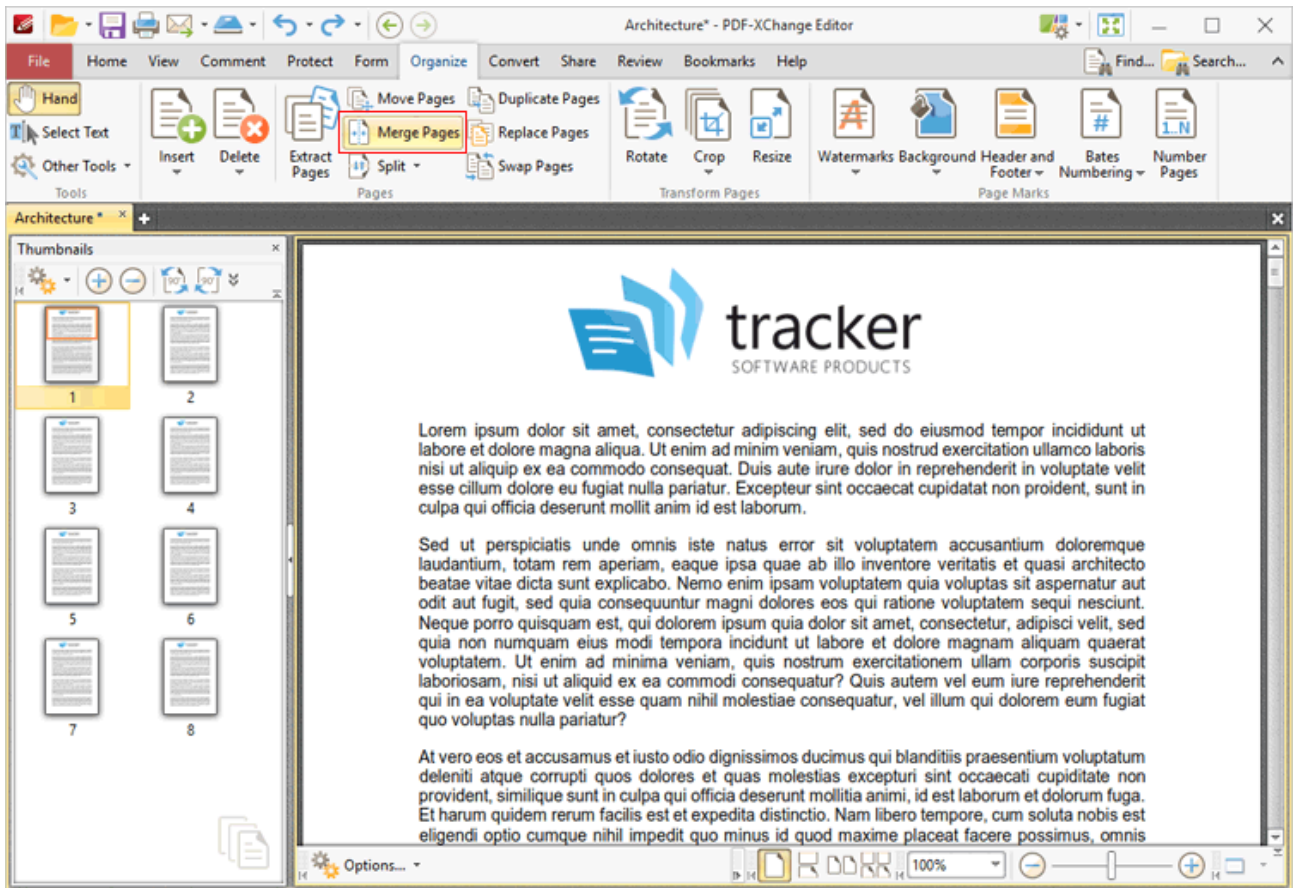 Architecture* - PDF-XChange Editor
File Home View Comment Protect Form Organize Convert Share Review Bookmarks Help Find... Search...
Hand
Select Text
Other Tools
Tools
Insert
Delete
Extract Pages
Move Pages
Merge Pages
Split
Duplicate Pages
Replace Pages
Swap Pages
Pages
Rotate
Crop
Resize
Transform Pages
Watermarks
Background
Header and Footer
Bates Numbering
Number Pages
Page Marks
Architecture *
Thumbnails
90°
90°
1
2
3
4
5
6
7
8
tracker
SOFTWARE PRODUCTS
Lorem ipsum dolor sit amet, consectetur adipiscing elit, sed do eiusmod tempor incididunt ut
labore et dolore magna aliqua. Ut enim ad minim veniam, quis nostrud exercitation ullamco laboris
nisi ut aliquip ex ea commodo consequat. Duis aute irure dolor in reprehenderit in voluptate velit
esse cillum dolore eu fugiat nulla pariatur. Excepteur sint occaecat cupidatat non proident, sunt in
culpa qui officia deserunt mollit anim id est laborum.
Sed ut perspiciatis unde omnis iste natus error sit voluptatem accusantium doloremque
laudantium, totam rem aperiam, eaque ipsa quae ab illo inventore veritatis et quasi architecto
beatae vitae dicta sunt explicabo. Nemo enim ipsam voluptatem quia voluptas sit aspernatur aut
odit aut fugit, sed quia consequuntur magni dolores eos qui ratione voluptatem sequi nesciunt.
Neque porro quisquam est, qui dolorem ipsum quia dolor sit amet, consectetur, adipisci velit, sed
quia non numquam eius modi tempora incidunt ut labore et dolore magnam aliquam quaerat
voluptatem. Ut enim ad minima veniam, quis nostrum exercitationem ullam corporis suscipit
laboriosam, nisi ut aliquid ex ea commodi consequatur? Quis autem vel eum iure reprehenderit
qui in ea voluptate velit esse quam nihil molestiae consequatur, vel illum qui dolorem eum fugiat
quo voluptas nulla pariatur?
At vero eos et accusamus et iusto odio dignissimos ducimus qui blanditiis praesentium voluptatum
deleniti atque corrupti quos dolores et quas molestias excepturi sint occaecati cupiditate non
provident, similique sunt in culpa qui officia deserunt mollitia animi, id est laborum et dolorum fuga.
Et harum quidem rerum facilis est et expedita distinctio. Nam libero tempore, cum soluta nobis est
eligendi optio cumque nihil impedit quo minus id quod maxime placeat facere possimus, omnis
Options...
100%